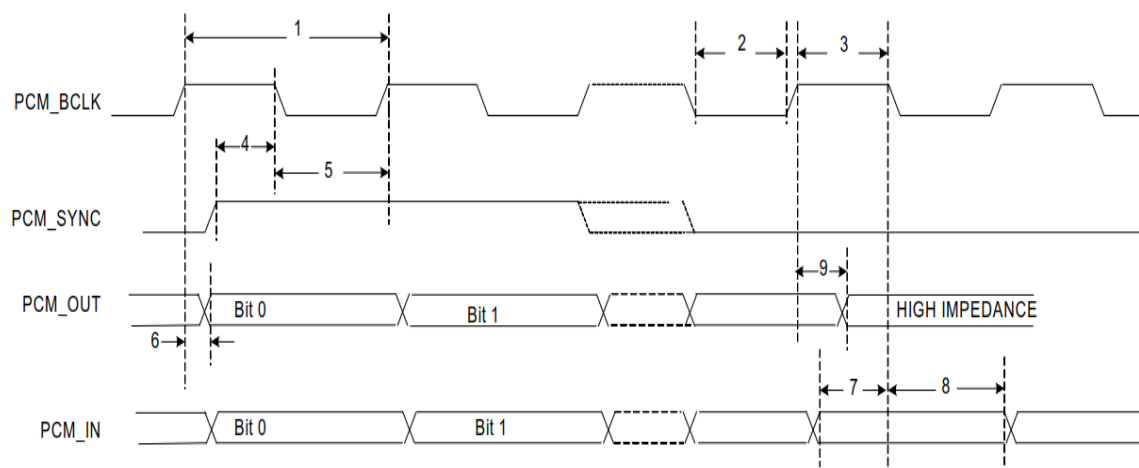 1
2
3
PCM_BCLK
4
5
PCM_SYNC
9
PCM_OUT
Bit 0
Bit 1
HIGH IMPEDANCE
6
7
8
PCM_IN
Bit 0
Bit 1